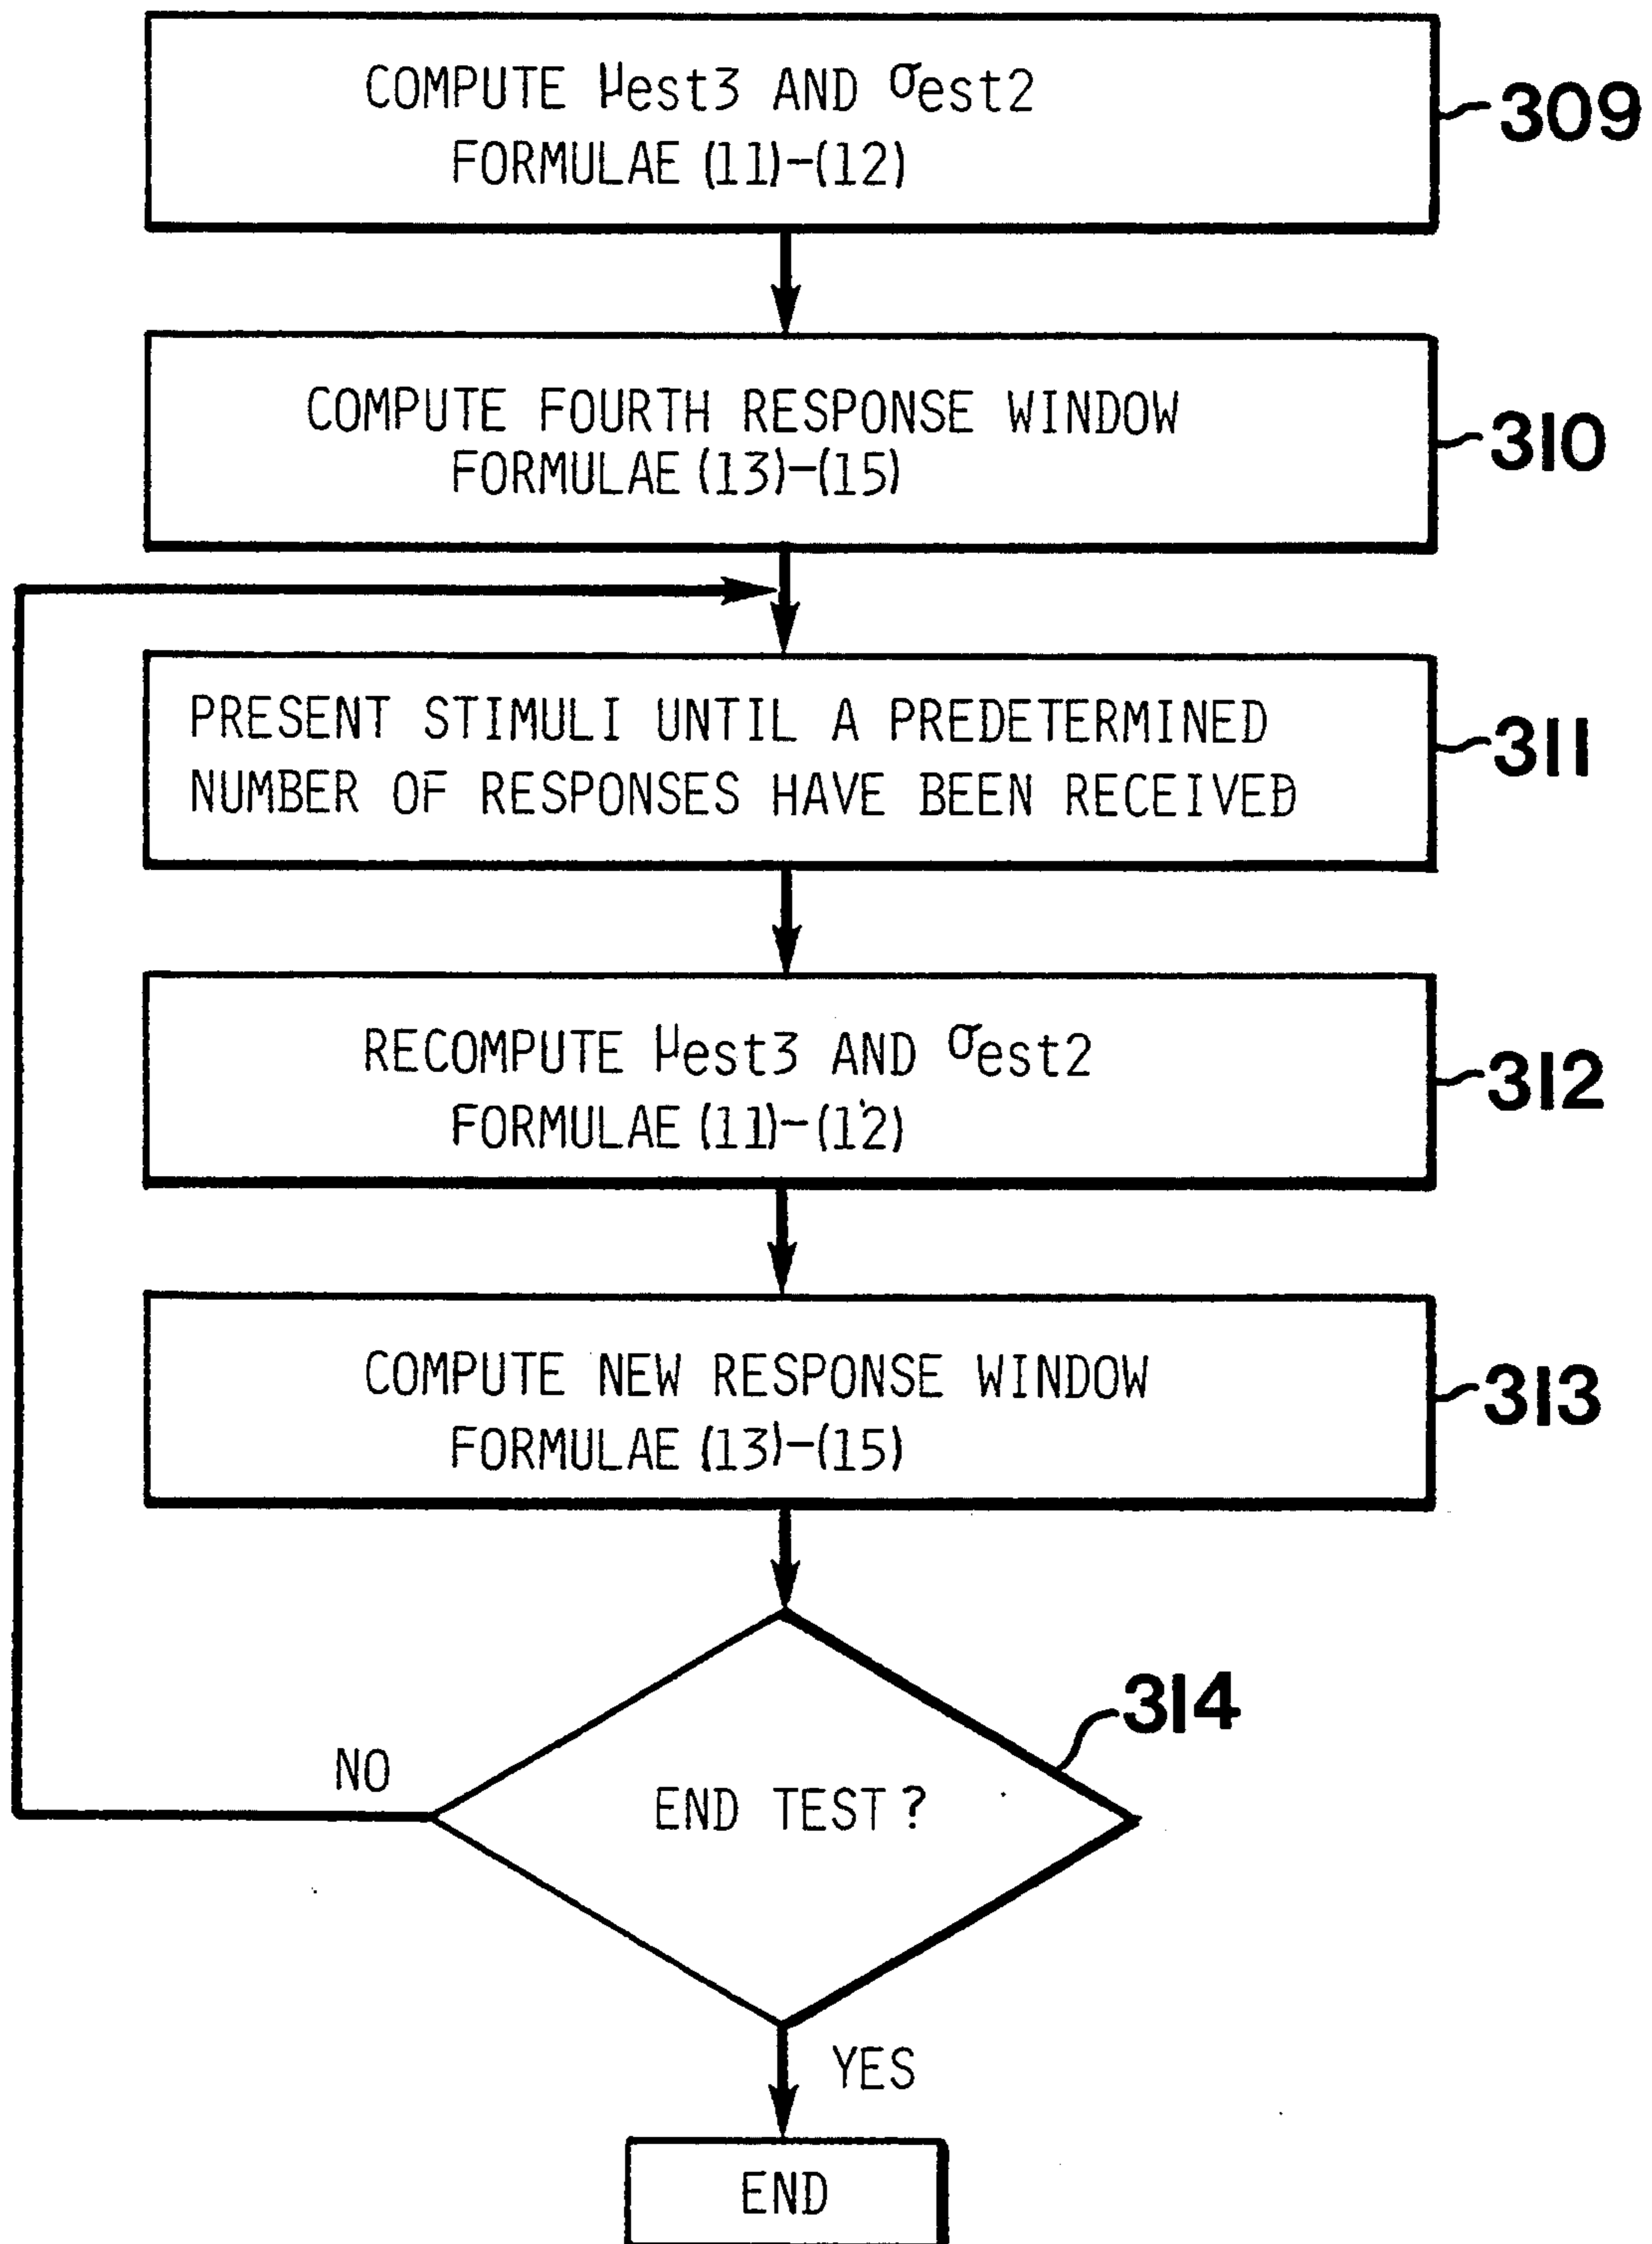 COMPUTE μest3 AND σest2
FORMULAE (11)-(12)
309
COMPUTE FOURTH RESPONSE WINDOW
FORMULAE (13)-(15)
310
PRESENT STIMULI UNTIL A PREDETERMINED
NUMBER OF RESPONSES HAVE BEEN RECEIVED
311
RECOMPUTE μest3 AND σest2
FORMULAE (11)-(12)
312
COMPUTE NEW RESPONSE WINDOW
FORMULAE (13)-(15)
313
314
NO
END TEST?
YES
END